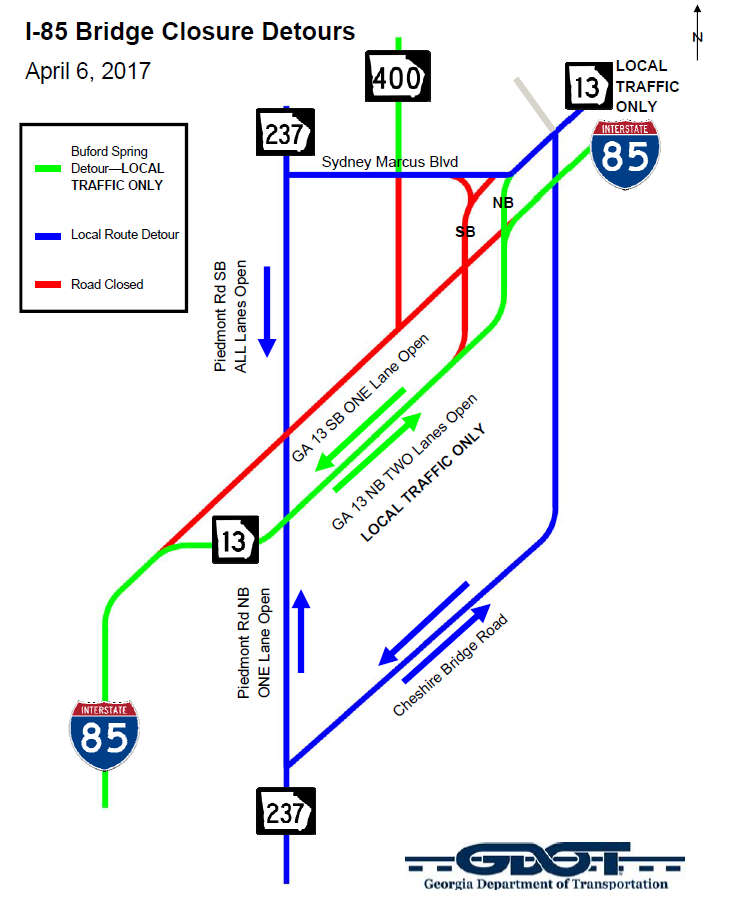 I-85 Bridge Closure Detours
April 6, 2017
N
400
13
LOCAL
TRAFFIC
ONLY
237
INTERSTATE
85
Buford Spring
Detour—LOCAL
TRAFFIC ONLY
Local Route Detour
Road Closed
Sydney Marcus Blvd
NB
SB
Piedmont Rd SB
ALL Lanes Open
GA 13 SB ONE Lane Open
GA 13 NB TWO Lanes Open
LOCAL TRAFFIC ONLY
13
Piedmont Rd NB
ONE Lane Open
Cheshire Bridge Road
INTERSTATE
85
237
GDOT
Georgia Department of Transportation